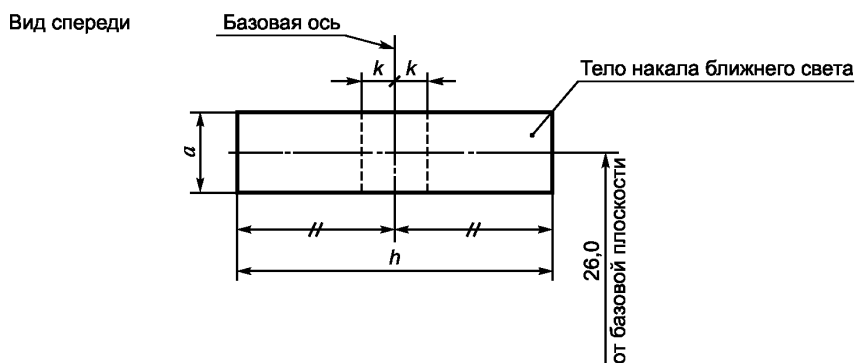 Вид спереди
Базовая ось
k k
Тело накала ближнего света
a
h
26,0
от базовой плоскости